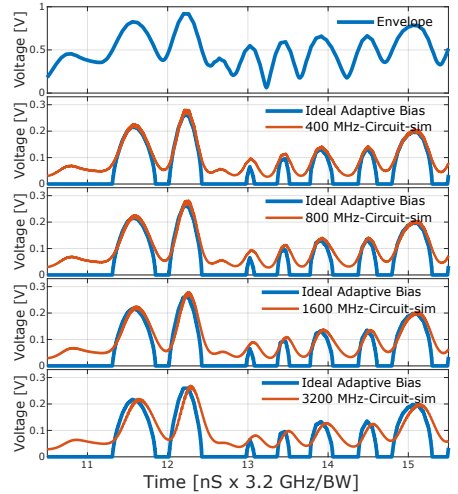 Envelope
Voltage [V]
1
0.5
0
Ideal Adaptive Bias
400 MHz-Circuit-sim
Voltage [V]
0.3
0.2
0.1
0
Ideal Adaptive Bias
800 MHz-Circuit-sim
Voltage [V]
0.3
0.2
0.1
0
Ideal Adaptive Bias
1600 MHz-Circuit-sim
Voltage [V]
0.3
0.2
0.1
0
Ideal Adaptive Bias
3200 MHz-Circuit-sim
Voltage [V]
0.3
0.2
0.1
0
11 12 13 14 15
Time [nS x 3.2 GHz/BW]